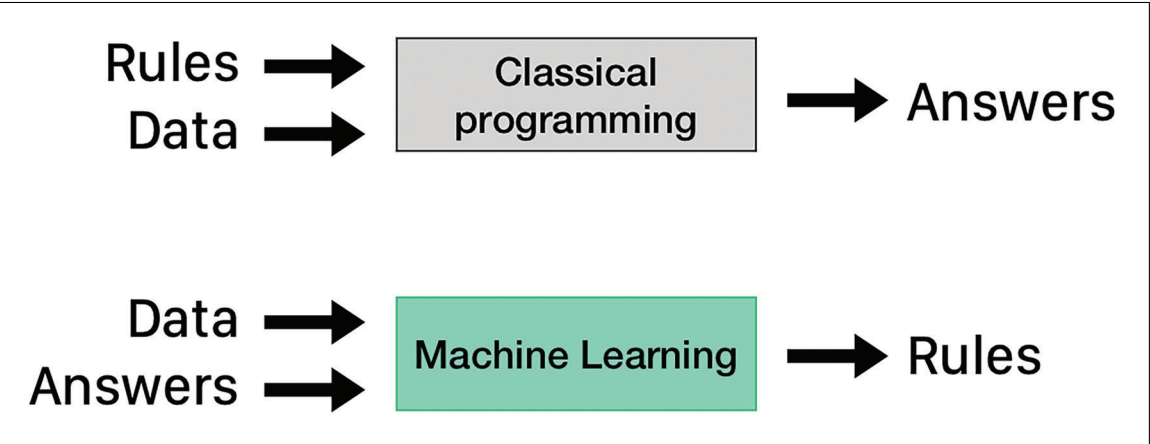 Rules
Data
Classical
programming
Answers
Data
Answers
Machine Learning
Rules